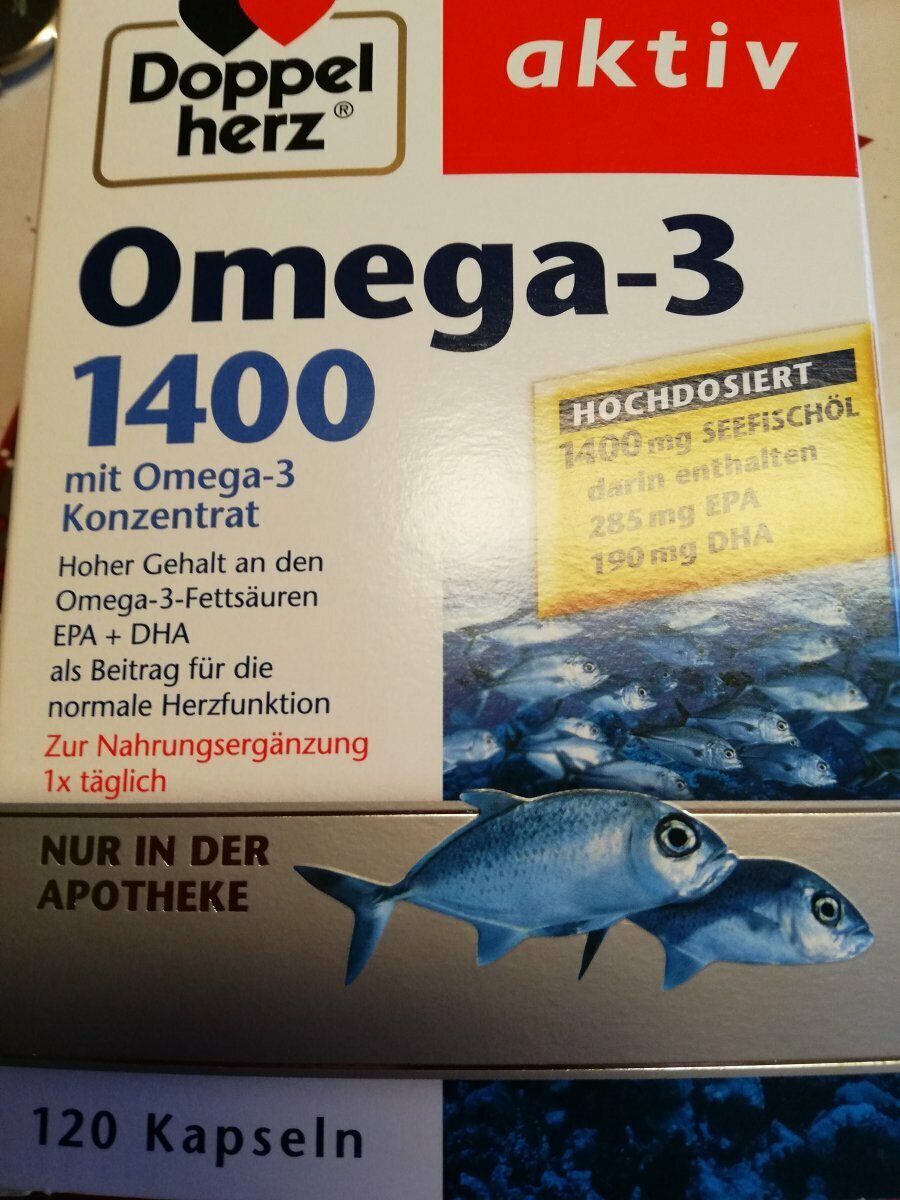 Doppel
herz®
aktiv
Omega-3
1400
mit Omega-3
Konzentrat
HOCHDOSIERT
1400 mg SEEFISCHÖL
darin enthalten
285 mg EPA
190 mg DHA
Hoher Gehalt an den
Omega-3-Fettsäuren
EPA + DHA
als Beitrag für die
normale Herzfunktion
Zur Nahrungsergänzung
1x täglich
NUR IN DER
APOTHEKE
120 Kapseln